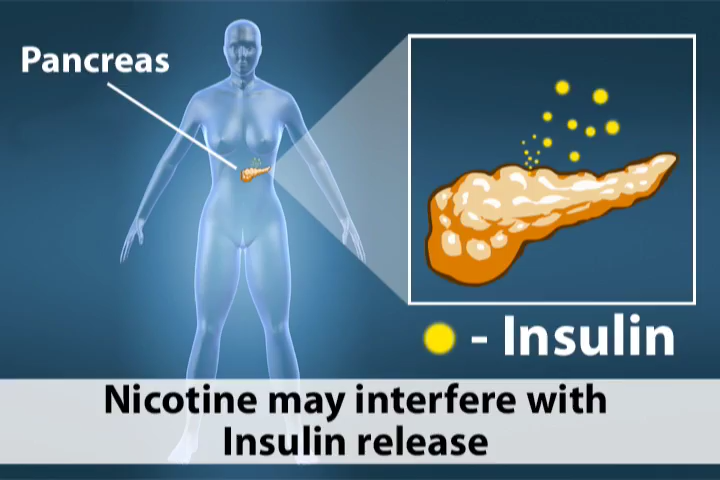 Pancreas
- Insulin
Nicotine may interfere with
Insulin release